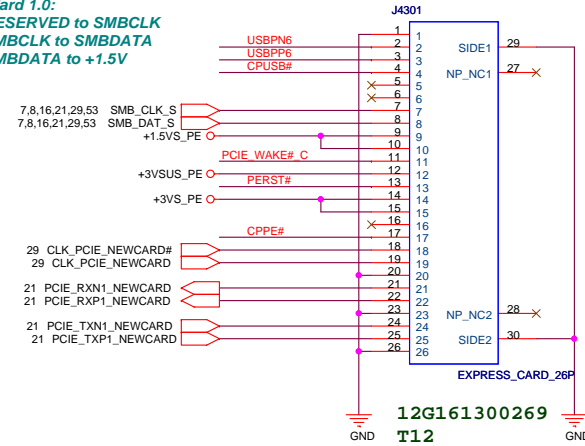 ard 1.0:
ESERVED to SMBCLK
MBCLK to SMBDATA
MBDATA to +1.5V
J4301
1 1
USBPN6 2 2 SIDE1 29
USBPP6 3 3
CPUSB# 4 4 NP_NC1 27
5 5
6 6
7,8,16,21,29,53 SMB_CLK_S 7 7
7,8,16,21,29,53 SMB_DAT_S 8 8
+1.5VS_PE 9 9
10 10
PCIE_WAKE#_C 11 11
+3VSUS_PE 12 12
PERST# 13 13
+3VS_PE 14 14
15 15
16 16
CPPE# 17 17
29 CLK_PCIE_NEWCARD# 18 18
29 CLK_PCIE_NEWCARD 19 19
20 20
21 PCIE_RXN1_NEWCARD 21 21
21 PCIE_RXP1_NEWCARD 22 22
23 23 NP_NC2 28
21 PCIE_TXN1_NEWCARD 24 24
21 PCIE_TXP1_NEWCARD 25 25 SIDE2 30
26 26
EXPRESS_CARD_26P
12G161300269
GND T12 GND